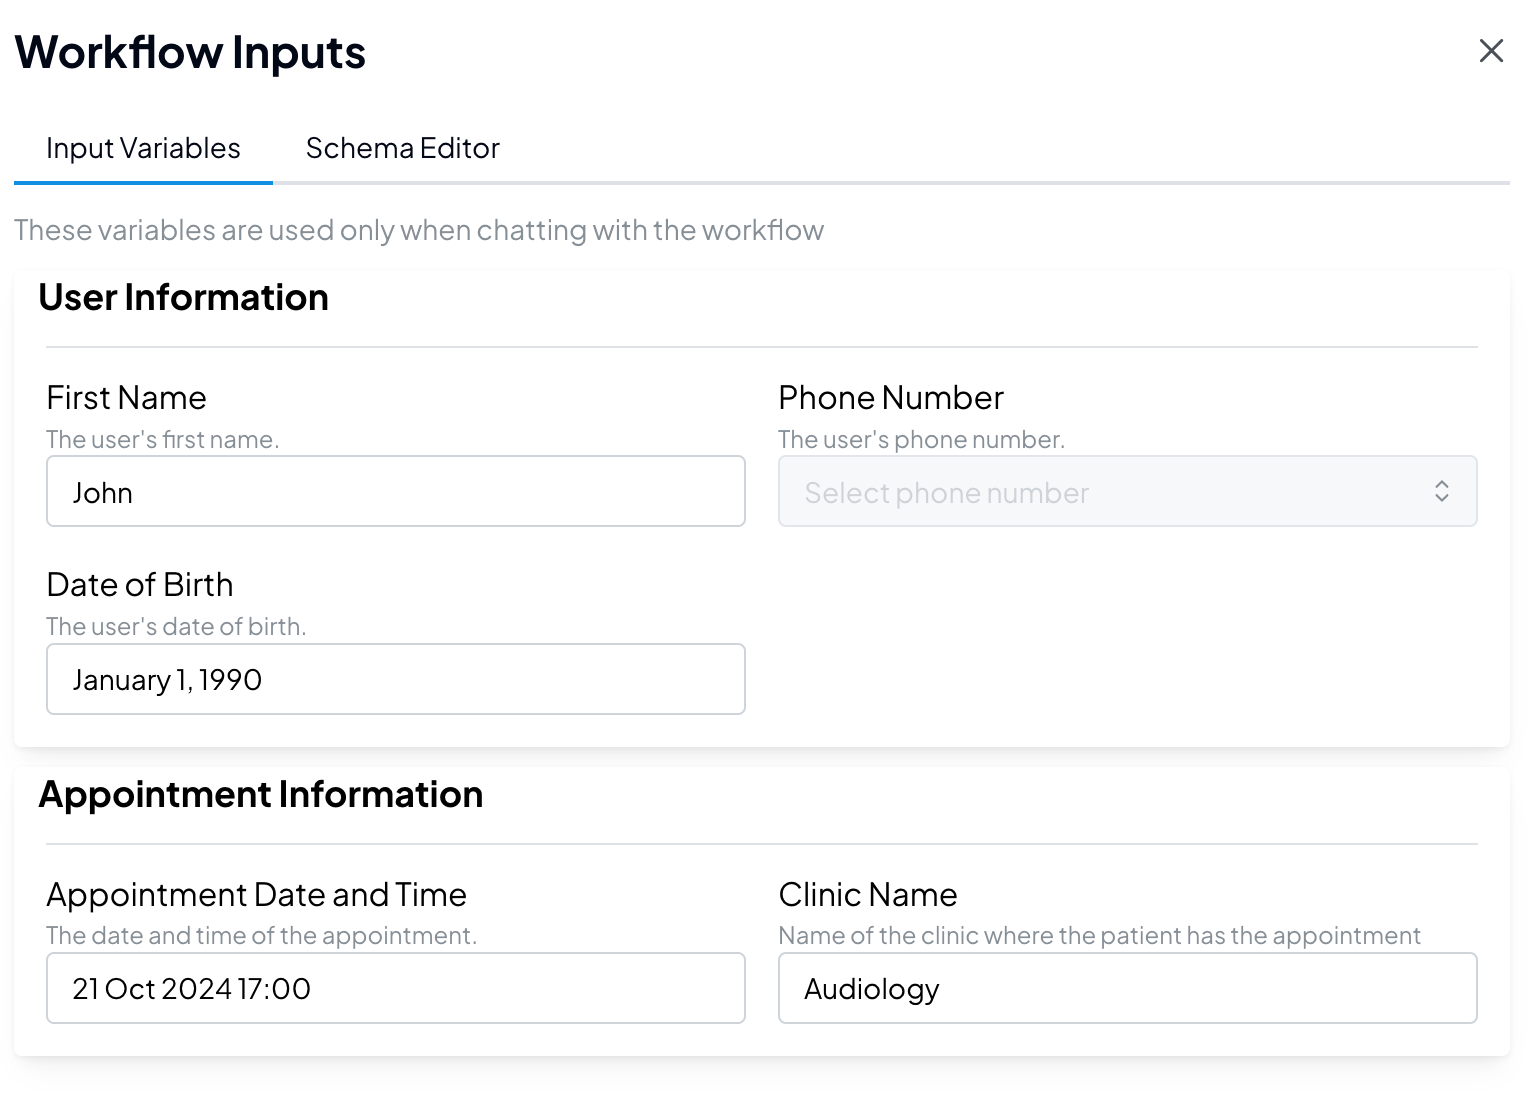 Workflow Inputs
Input Variables
Schema Editor
These variables are used only when chatting with the workflow
User Information
First Name
The user's first name.
John
Phone Number
The user's phone number.
Select phone number
Date of Birth
The user's date of birth.
January 1, 1990
Appointment Information
Appointment Date and Time
The date and time of the appointment.
21 Oct 2024 17:00
Clinic Name
Name of the clinic where the patient has the appointment
Audiology